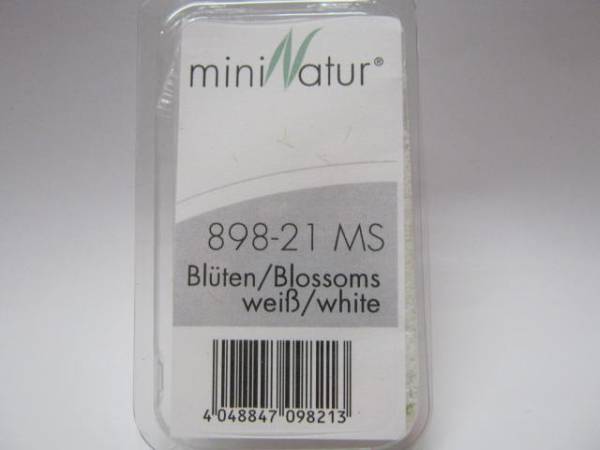 miniNatur®
898-21 MS
Blüten/Blossoms
weiß/white
4 048847 098213